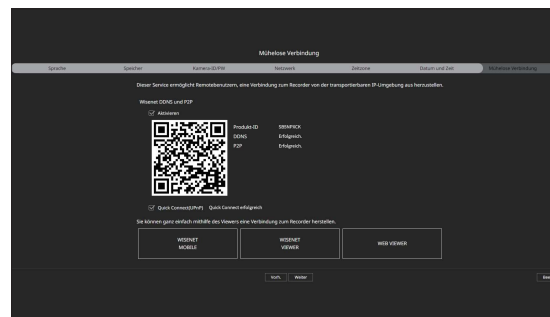 Mühelose Verbindung
Sprache Speicher Kamera-ID/PW Netzwerk Zeitzone Datum und Zeit Mühelose Verbindung
Dieser Service ermöglicht Remotebenutzern, eine Verbindung zum Recorder von der transportierbaren IP-Umgebung aus herzustellen.
Wisenet DDNS und P2P
Aktivieren
Produkt-ID SBENPXCK
DDNS Erfolgreich.
P2P Erfolgreich.
Quick Connect(UPnP) Quick Connect erfolgreich
Sie können ganz einfach mithilfe des Viewers eine Verbindung zum Recorder herstellen.
WISENET MOBILE
WISENET VIEWER
WEB VIEWER
Vorh. Weiter